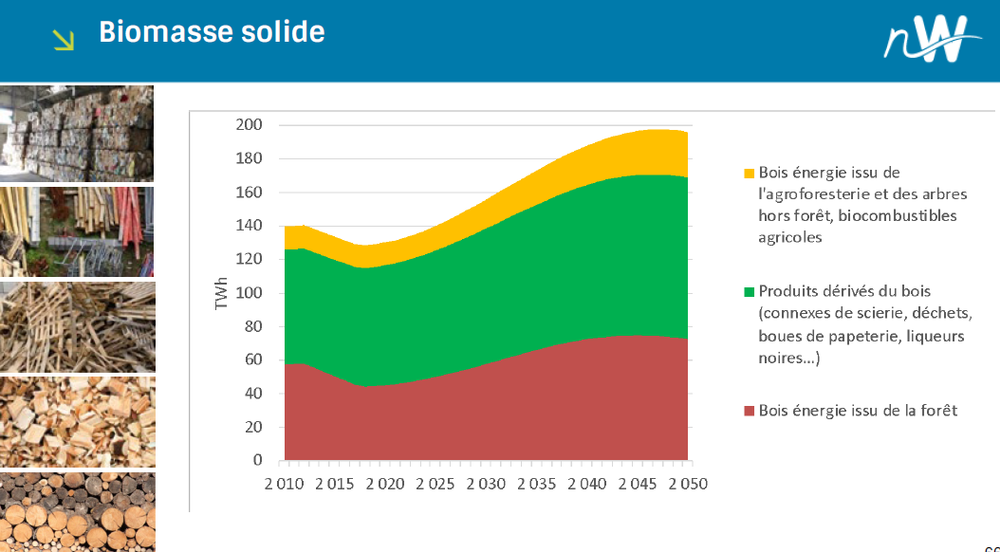 Biomasse solide
nW
200
180
160
140
120
100
80
60
40
20
0
TWh
2 010 2 015 2 020 2 025 2 030 2 035 2 040 2 045 2 050
Bois énergie issu de
l'agroforesterie et des arbres
hors forêt, biocombustibles
agricoles
Produits dérivés du bois
(connexes de scierie, déchets,
boues de papeterie, liqueurs
noires...)
Bois énergie issu de la forêt